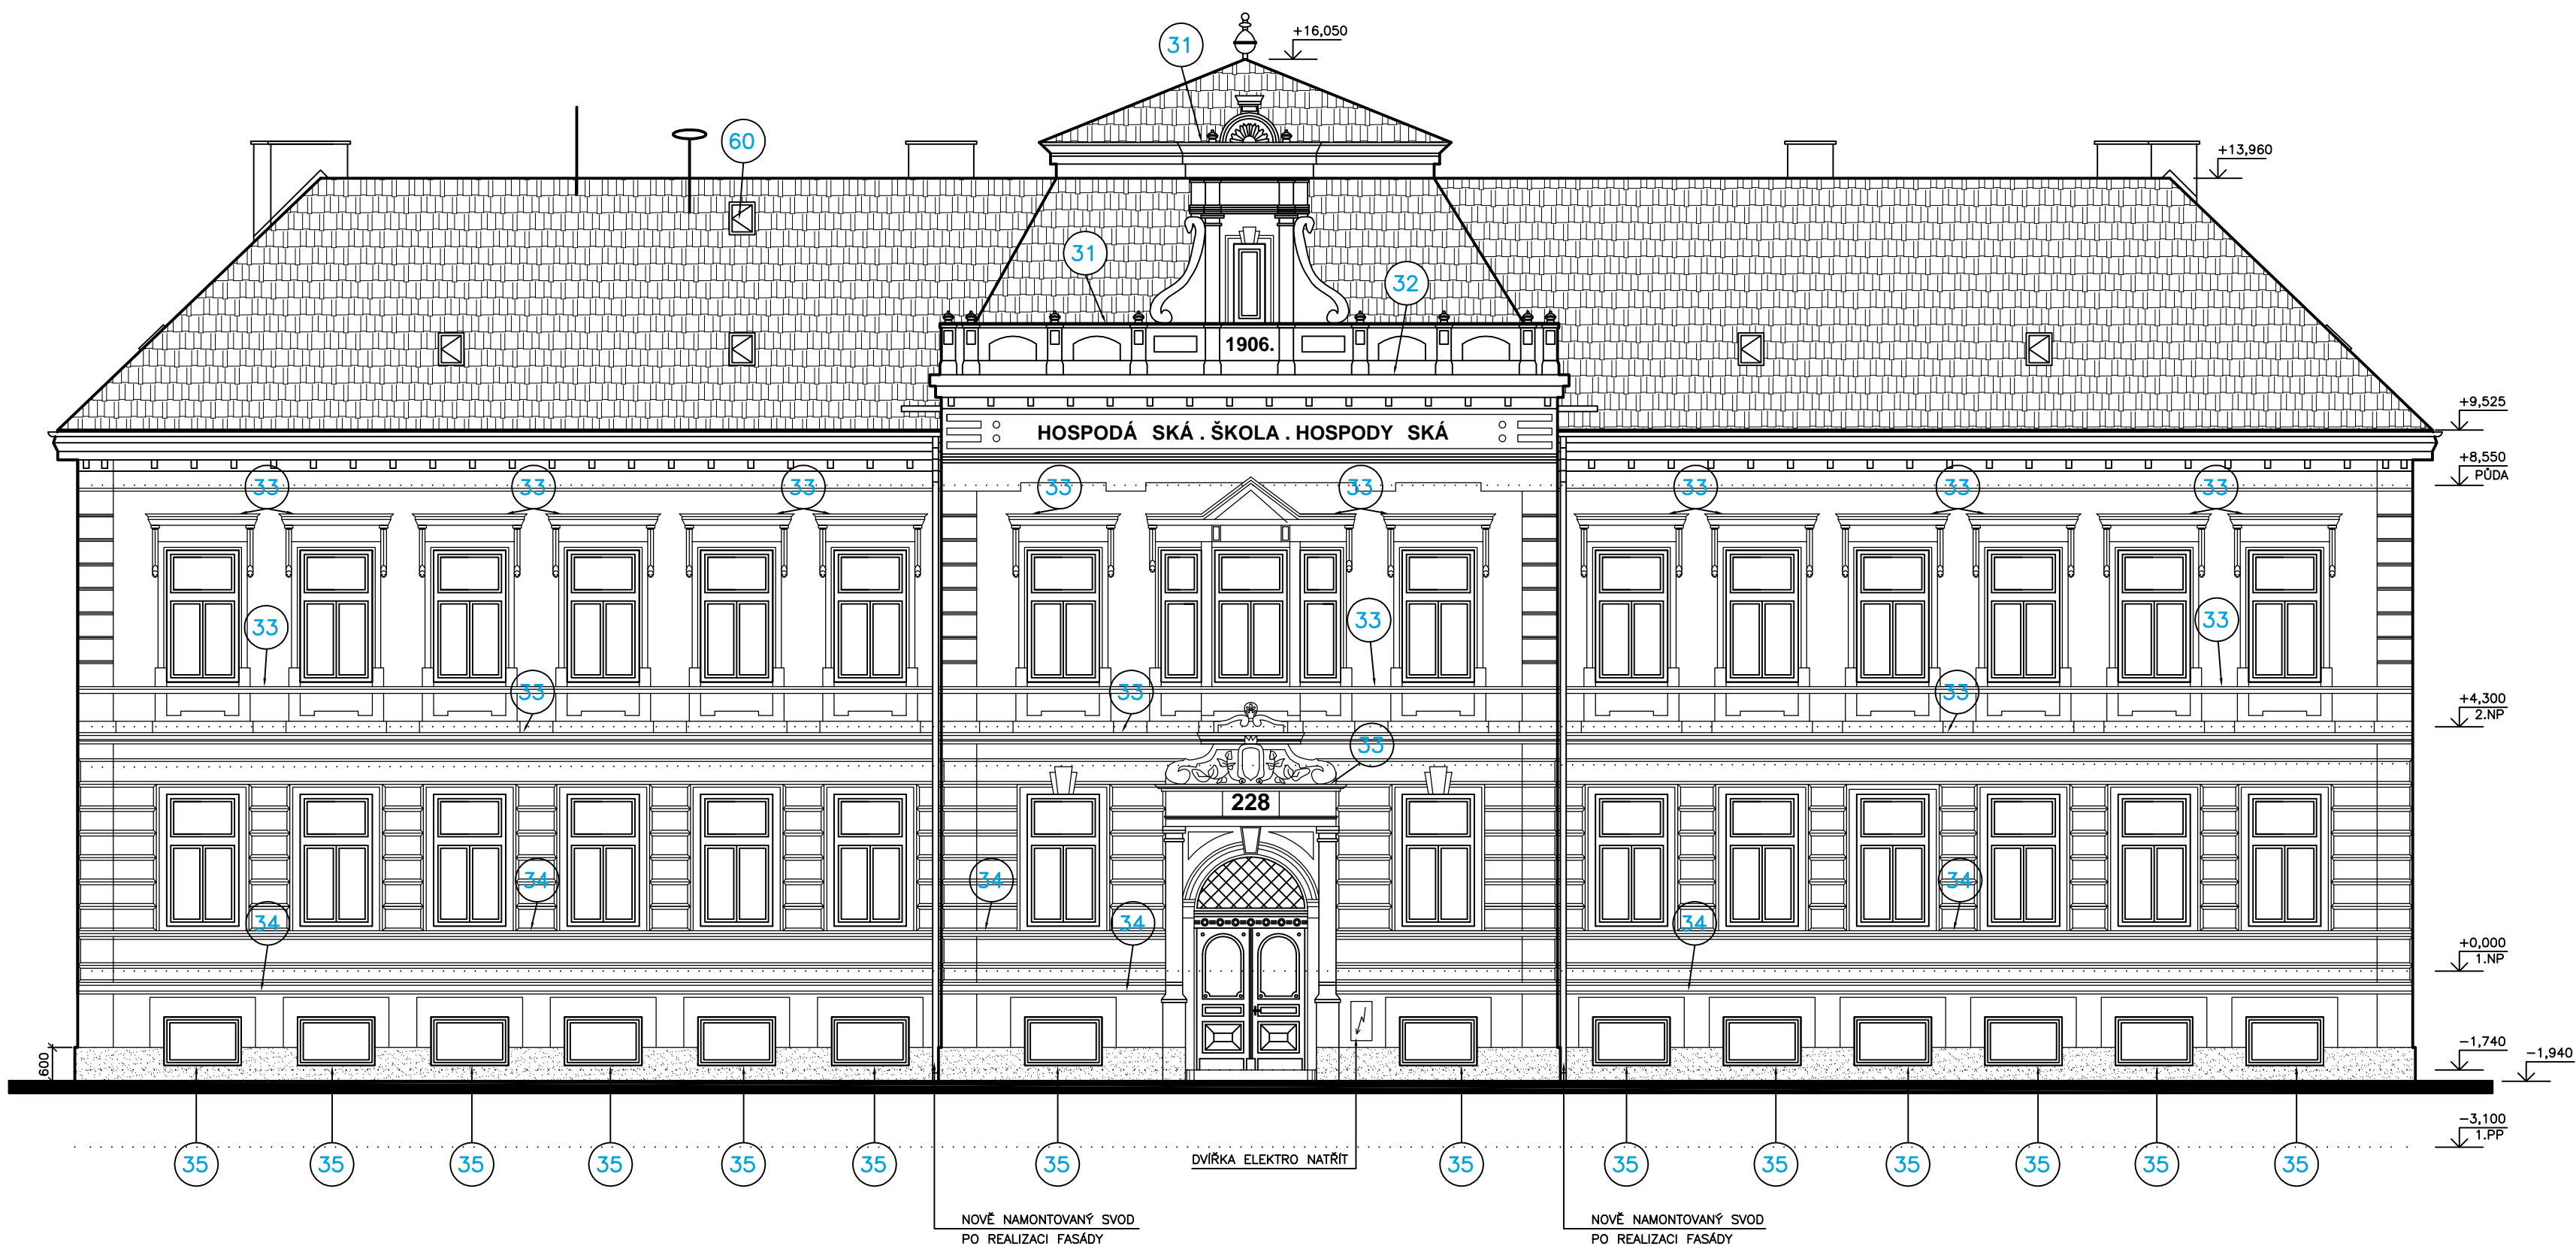 +16,050
31
60
+13,960
31
32
1906.
+9,525
HOSPODÁ SKÁ . ŠKOLA . HOSPODY SKÁ
+8,550
PŮDA
33 33 33 33 33 33 33 33
33 33 33
33 33 33
+4,300
2.NP
33
228
34 34 34
34 34 34
+0,000
1.NP
600
-1,740
-1,940
-3,100
1.PP
35 35 35 35 35 35 35 35 35 35 35 35 35 35
DVÍŘKA ELEKTRO NATŘÍT
NOVĚ NAMONTOVANÝ SVOD
PO REALIZACI FASÁDY
NOVĚ NAMONTOVANÝ SVOD
PO REALIZACI FASÁDY